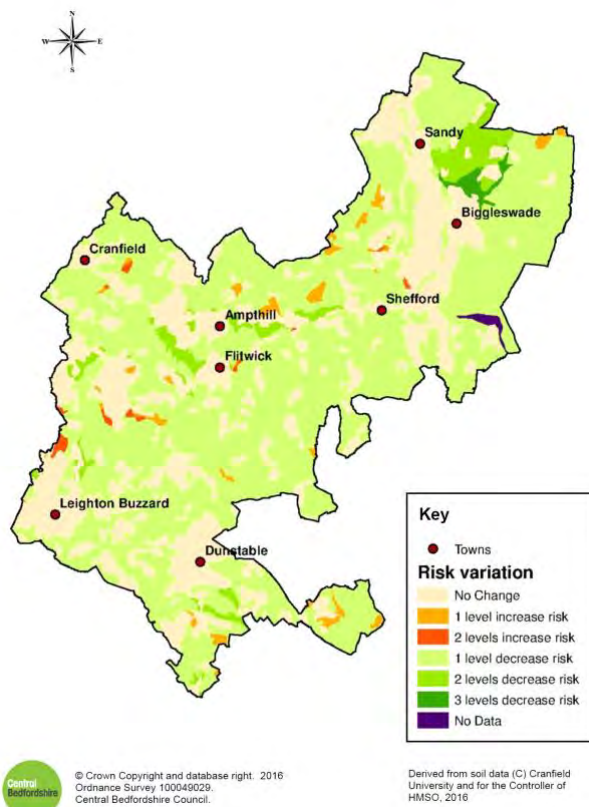 N
W E
S
Sandy
Biggleswade
Cranfield
Shefford
Ampthill
Flitwick
Leighton Buzzard
Dunstable
Key
Towns
Risk variation
No Change
1 level increase risk
2 levels increase risk
1 level decrease risk
2 levels decrease risk
3 levels decrease risk
No Data
Central
Bedfordshire
© Crown Copyright and database right. 2016
Ordnance Survey 100049029.
Central Bedfordshire Council.
Derived from soil data (C) Cranfield
University and for the Controller of
HMSO, 2016